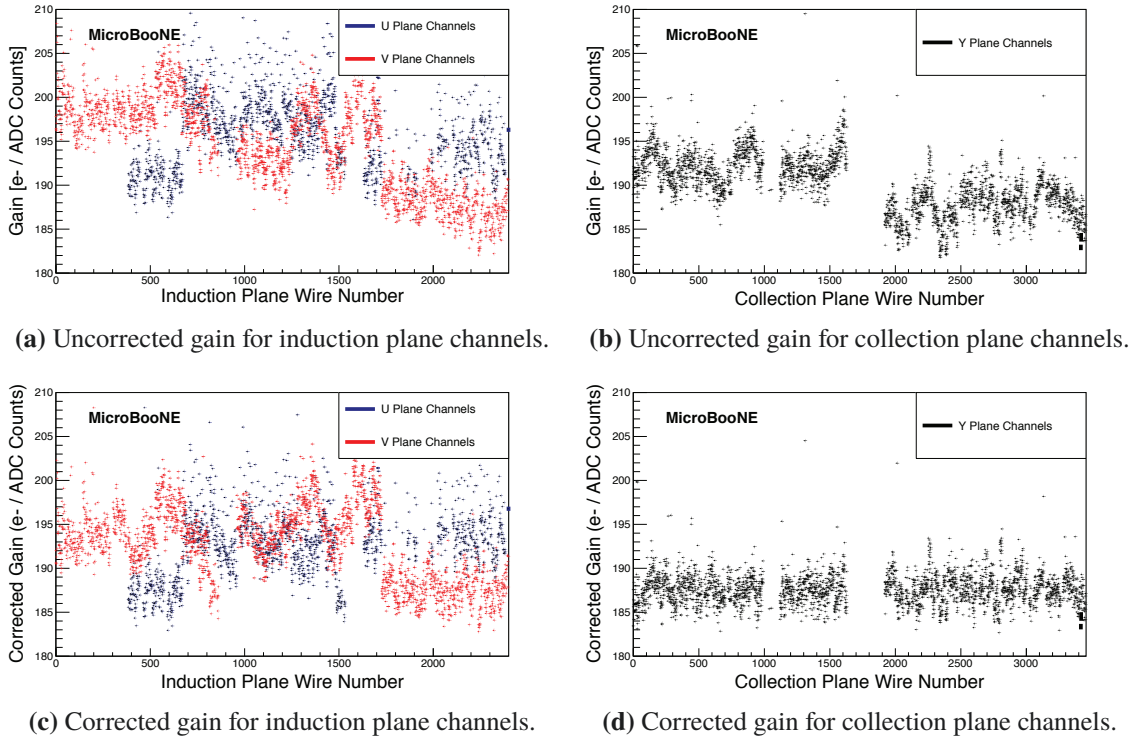 MicroBooNE
U Plane Channels
V Plane Channels
Gain [e- / ADC Counts]
210
205
200
195
190
185
180
0 500 1000 1500 2000
Induction Plane Wire Number
(a) Uncorrected gain for induction plane channels.
MicroBooNE
Y Plane Channels
Gain [e- / ADC Counts]
210
205
200
195
190
185
180
0 500 1000 1500 2000 2500 3000
Collection Plane Wire Number
(b) Uncorrected gain for collection plane channels.
MicroBooNE
U Plane Channels
V Plane Channels
Corrected Gain (e- / ADC Counts)
210
205
200
195
190
185
180
0 500 1000 1500 2000
Induction Plane Wire Number
(c) Corrected gain for induction plane channels.
MicroBooNE
Y Plane Channels
Corrected Gain (e- / ADC Counts)
210
205
200
195
190
185
180
0 500 1000 1500 2000 2500 3000
Collection Plane Wire Number
(d) Corrected gain for collection plane channels.